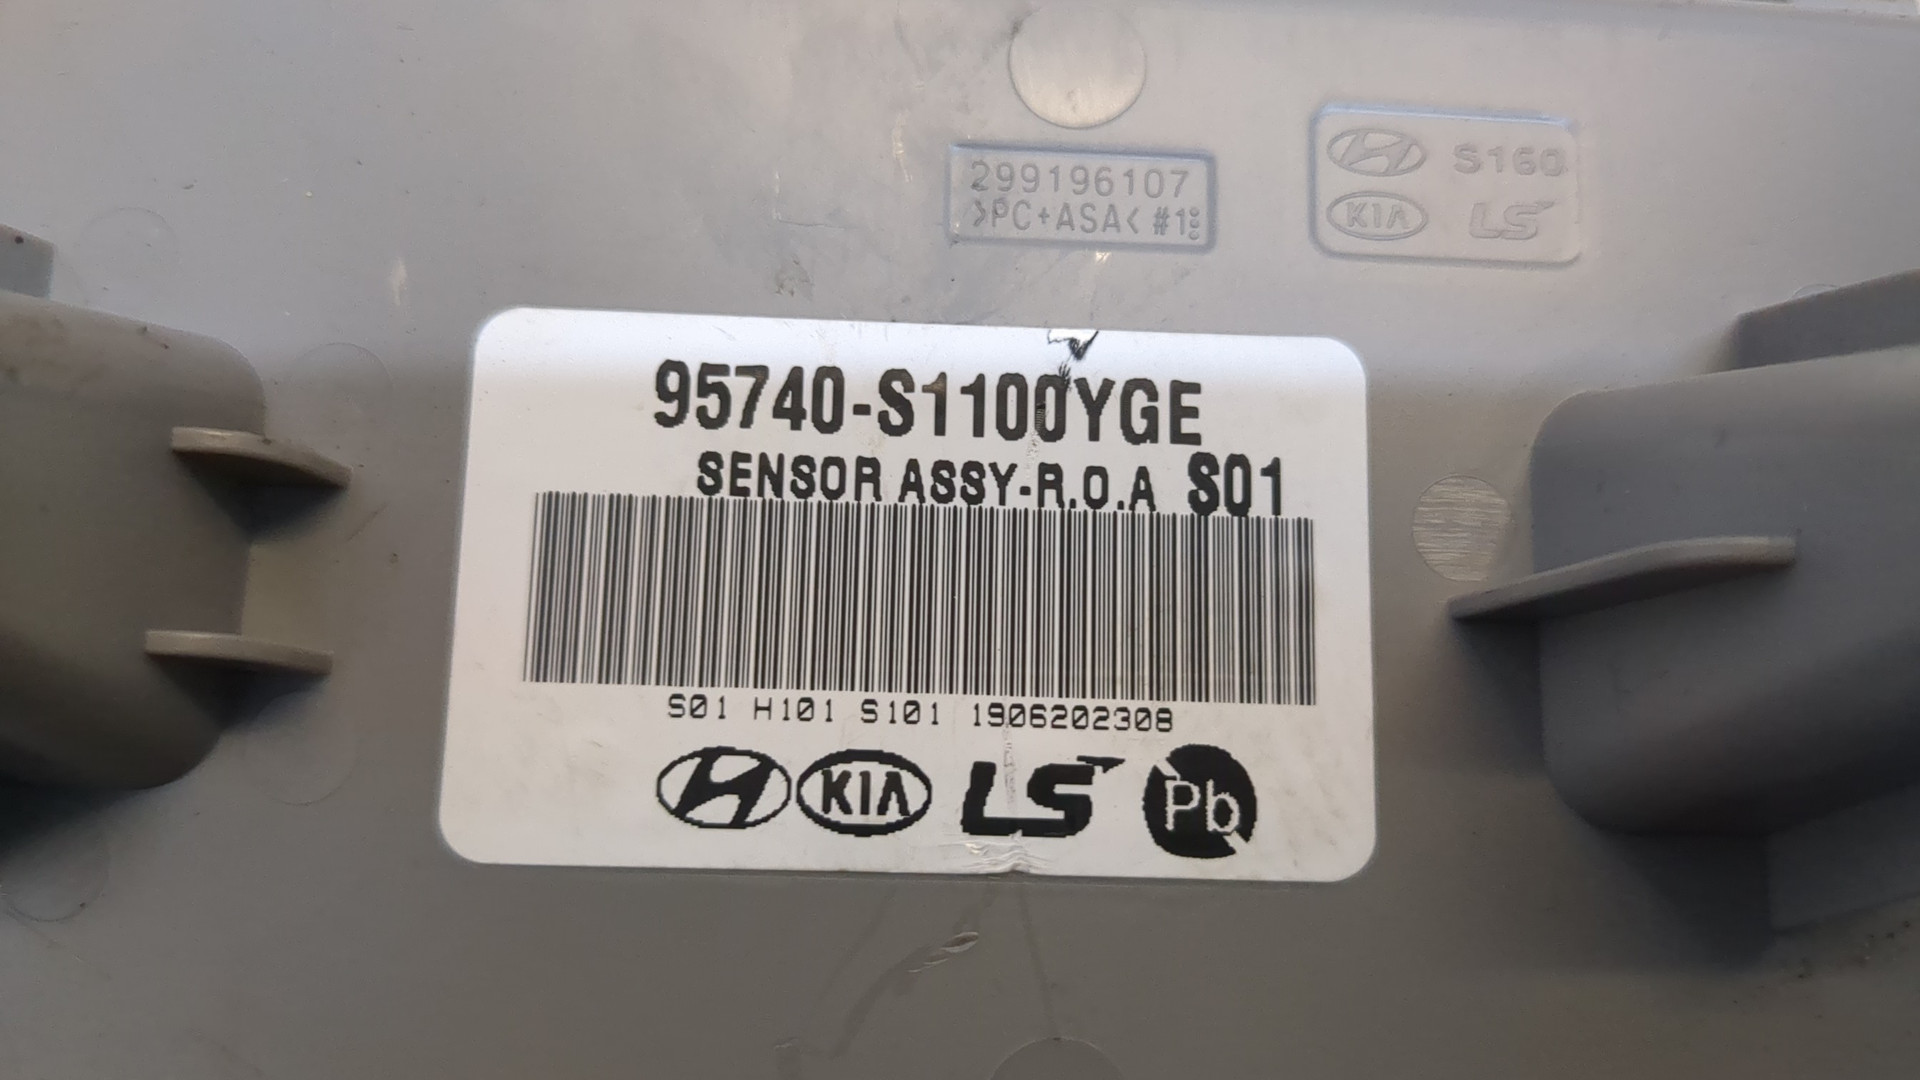 299196107
>PC+ASA< #1
S160
KIA LS
95740-S1100YGE
SENSOR ASSY-R.O.A S01
S01 H101 S101 1906202308
KIA LS Pb